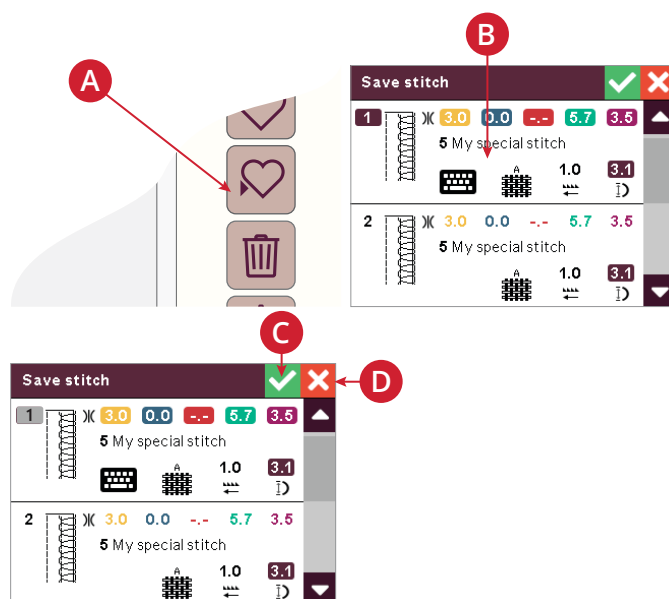 A
B
Save stitch
1 3.0 0.0 -.- 5.7 3.5
5 My special stitch
A 1.0 3.1
2 3.0 0.0 -.- 5.7 3.5
5 My special stitch
A 1.0 3.1
C
D
Save stitch
1 3.0 0.0 -.- 5.7 3.5
5 My special stitch
A 1.0 3.1
2 3.0 0.0 -.- 5.7 3.5
5 My special stitch
A 1.0 3.1